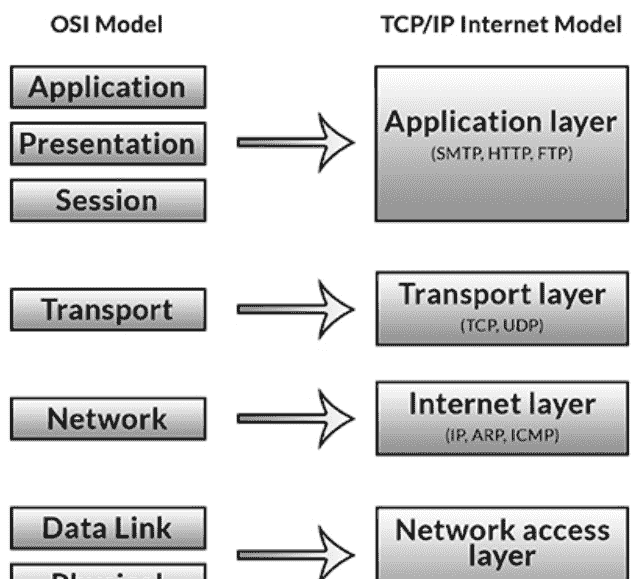 OSI Model
TCP/IP Internet Model
Application
Presentation
Session
Application layer
(SMTP, HTTP, FTP)
Transport
Transport layer
(TCP, UDP)
Network
Internet layer
(IP, ARP, ICMP)
Data Link
Physical
Network access
layer